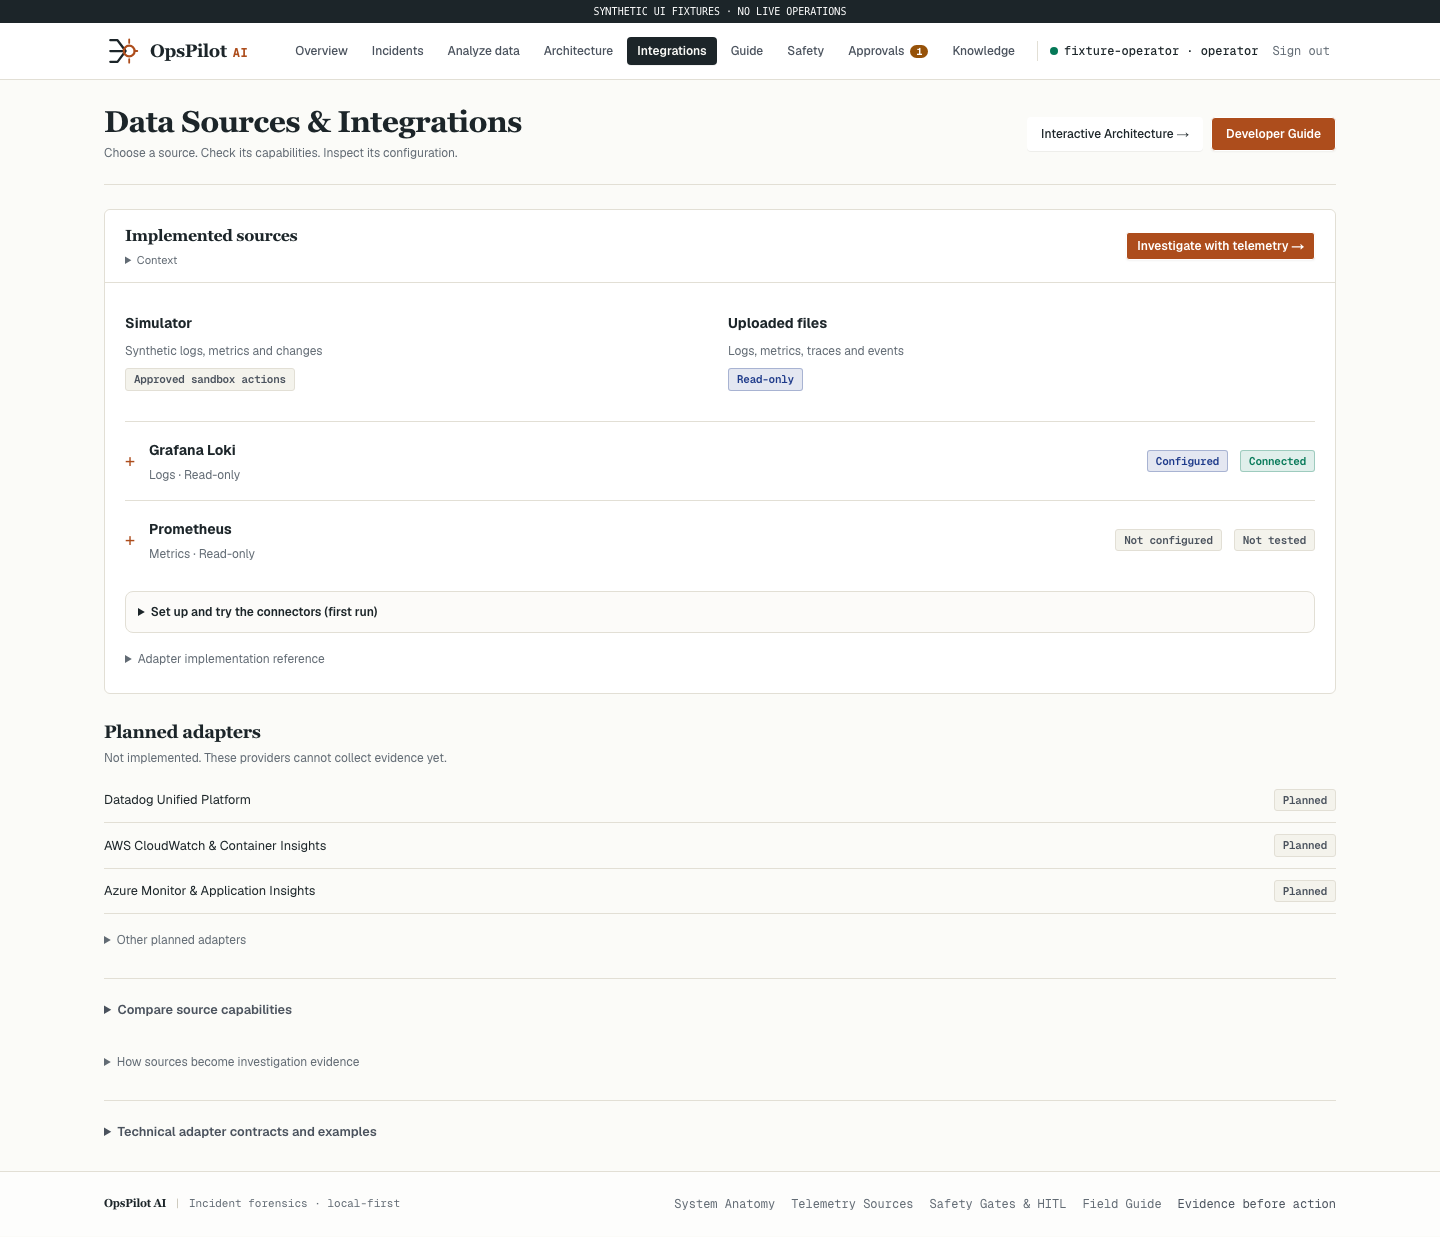 SYNTHETIC UI FIXTURES · NO LIVE OPERATIONS
OpsPilot AI
Overview
Incidents
Analyze data
Architecture
Integrations
Guide
Safety
Approvals 1
Knowledge
fixture-operator · operator
Sign out
Data Sources & Integrations
Choose a source. Check its capabilities. Inspect its configuration.
Interactive Architecture →
Developer Guide
Implemented sources
Context
Investigate with telemetry →
Simulator
Synthetic logs, metrics and changes
Approved sandbox actions
Uploaded files
Logs, metrics, traces and events
Read-only
+ Grafana Loki
Logs · Read-only
Configured
Connected
+ Prometheus
Metrics · Read-only
Not configured
Not tested
Set up and try the connectors (first run)
Adapter implementation reference
Planned adapters
Not implemented. These providers cannot collect evidence yet.
Datadog Unified Platform
Planned
AWS CloudWatch & Container Insights
Planned
Azure Monitor & Application Insights
Planned
Other planned adapters
Compare source capabilities
How sources become investigation evidence
Technical adapter contracts and examples
OpsPilot AI
Incident forensics · local-first
System Anatomy
Telemetry Sources
Safety Gates & HITL
Field Guide
Evidence before action